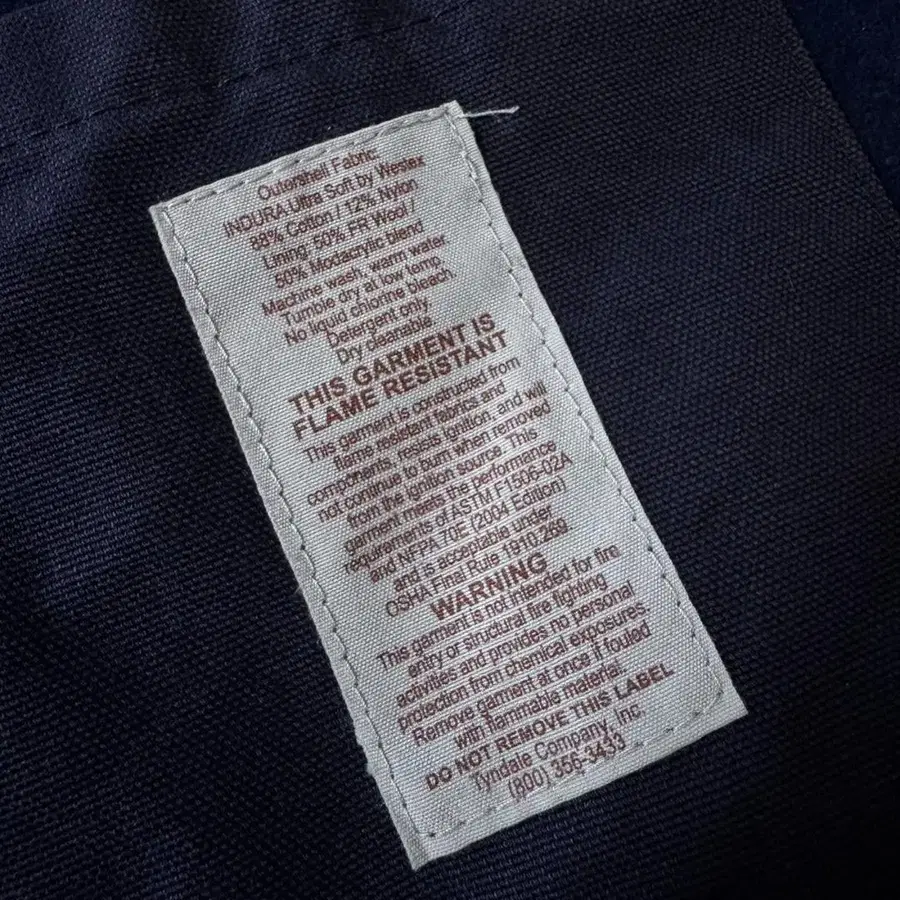 Outershell Fabric:
INDURA Ultra Soft by Westex
88% Cotton / 12% Nylon
Lining: 50% FR Wool /
50% Modacrylic blend
Machine wash, warm water.
Tumble dry at low temp.
No liquid chlorine bleach.
Detergent only.
Dry cleanable.
THIS GARMENT IS
FLAME RESISTANT
This garment is constructed from
flame resistant fabrics and
components, resists ignition, and will
not continue to burn when removed
from the ignition source. This
garment meets the performance
requirements of ASTM F1506-02A
and NFPA 70E (2004 Edition)
and is acceptable under
OSHA Final Rule 1910.269
WARNING
This garment is not intended for fire
entry or structural fire fighting
activities and provides no personal
protection from chemical exposures.
Remove garment at once if fouled
with flammable material.
DO NOT REMOVE THIS LABEL
Tyndale Company, Inc.
(800) 356-3433